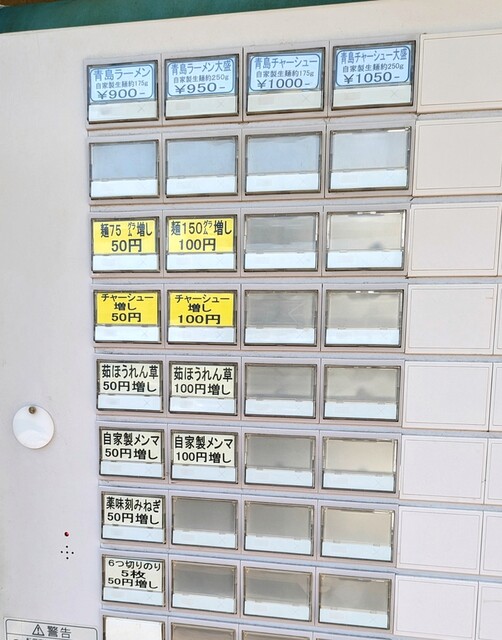 青島ラーメン
自家製生麺約175g
¥900-
青島ラーメン大盛
自家製生麺約250g
¥950-
青島チャーシュー
自家製生麺約175g
¥1000-
青島チャーシュー大盛
自家製生麺約250g
¥1050-
麺75㌘増し
50円
麺150㌘増し
100円
チャーシュー
増し
50円
チャーシュー
増し
100円
茹ほうれん草
50円増し
茹ほうれん草
100円増し
自家製メンマ
50円増し
自家製メンマ
100円増し
薬味刻みねぎ
50円増し
6つ切りのり
5枚
50円増し
警告